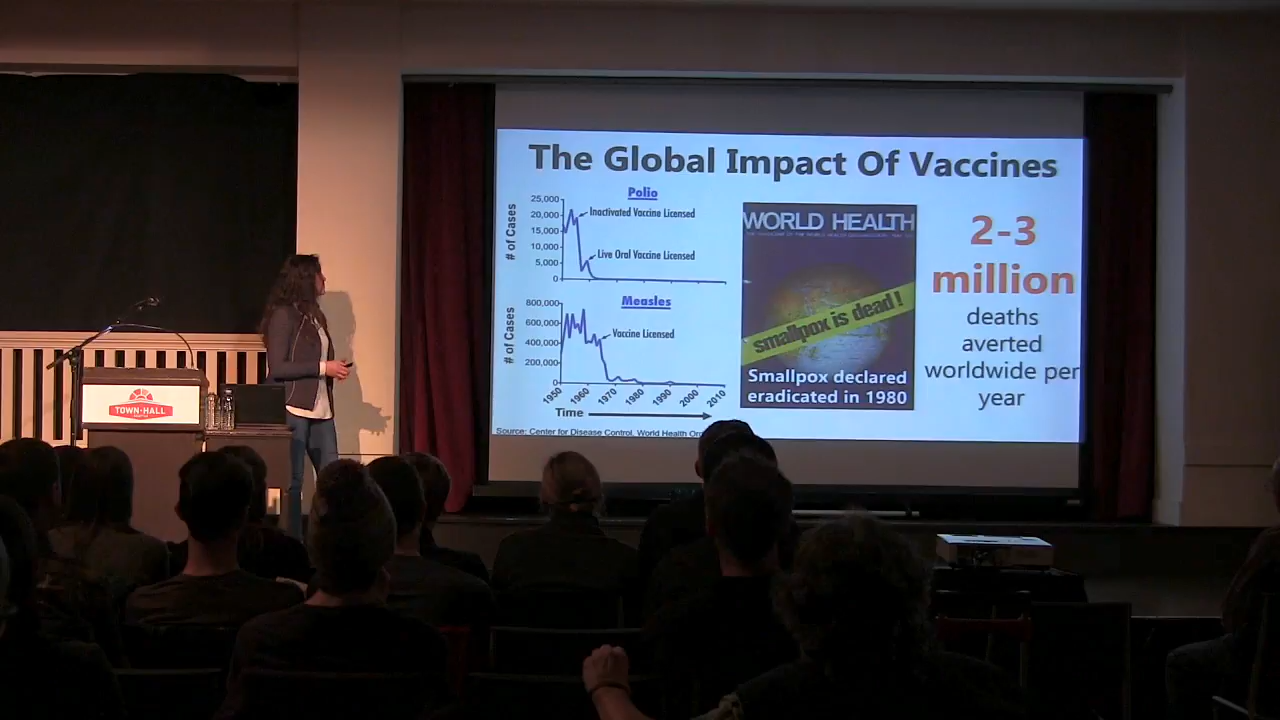 The Global Impact Of Vaccines
Polio
# of Cases
25,000
20,000
15,000
10,000
5,000
0
Inactivated Vaccine Licensed
Live Oral Vaccine Licensed
Measles
# of Cases
800,000
600,000
400,000
200,000
0
Vaccine Licensed
1950
1960
1970
1980
1990
2000
2010
Time
Source: Center for Disease Control, World Health
WORLD HEALTH
smallpox is dead!
Smallpox declared
eradicated in 1980
2-3
million
deaths
averted
worldwide per
year
TOWN HALL